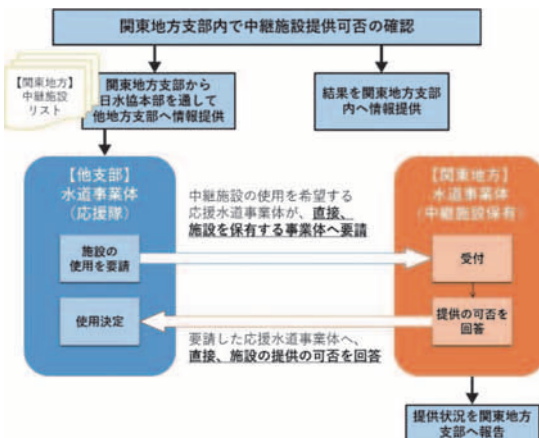 関東地方支部内で中継施設提供可否の確認
【関東地方】
中継施設
リスト
関東地方支部から
日水協本部を通して
他地方支部へ情報提供
結果を関東地方支部
内へ情報提供
【他支部】
水道事業体
（応援隊）
中継施設の使用を希望する
応援水道事業体が、直接、
施設を保有する事業体へ要請
【関東地方】
水道事業体
（中継施設保有）
施設の
使用を要請
受付
使用決定
提供の可否を
回答
要請した応援水道事業体へ、
直接、施設の提供の可否を回答
提供状況を関東地方
支部へ報告